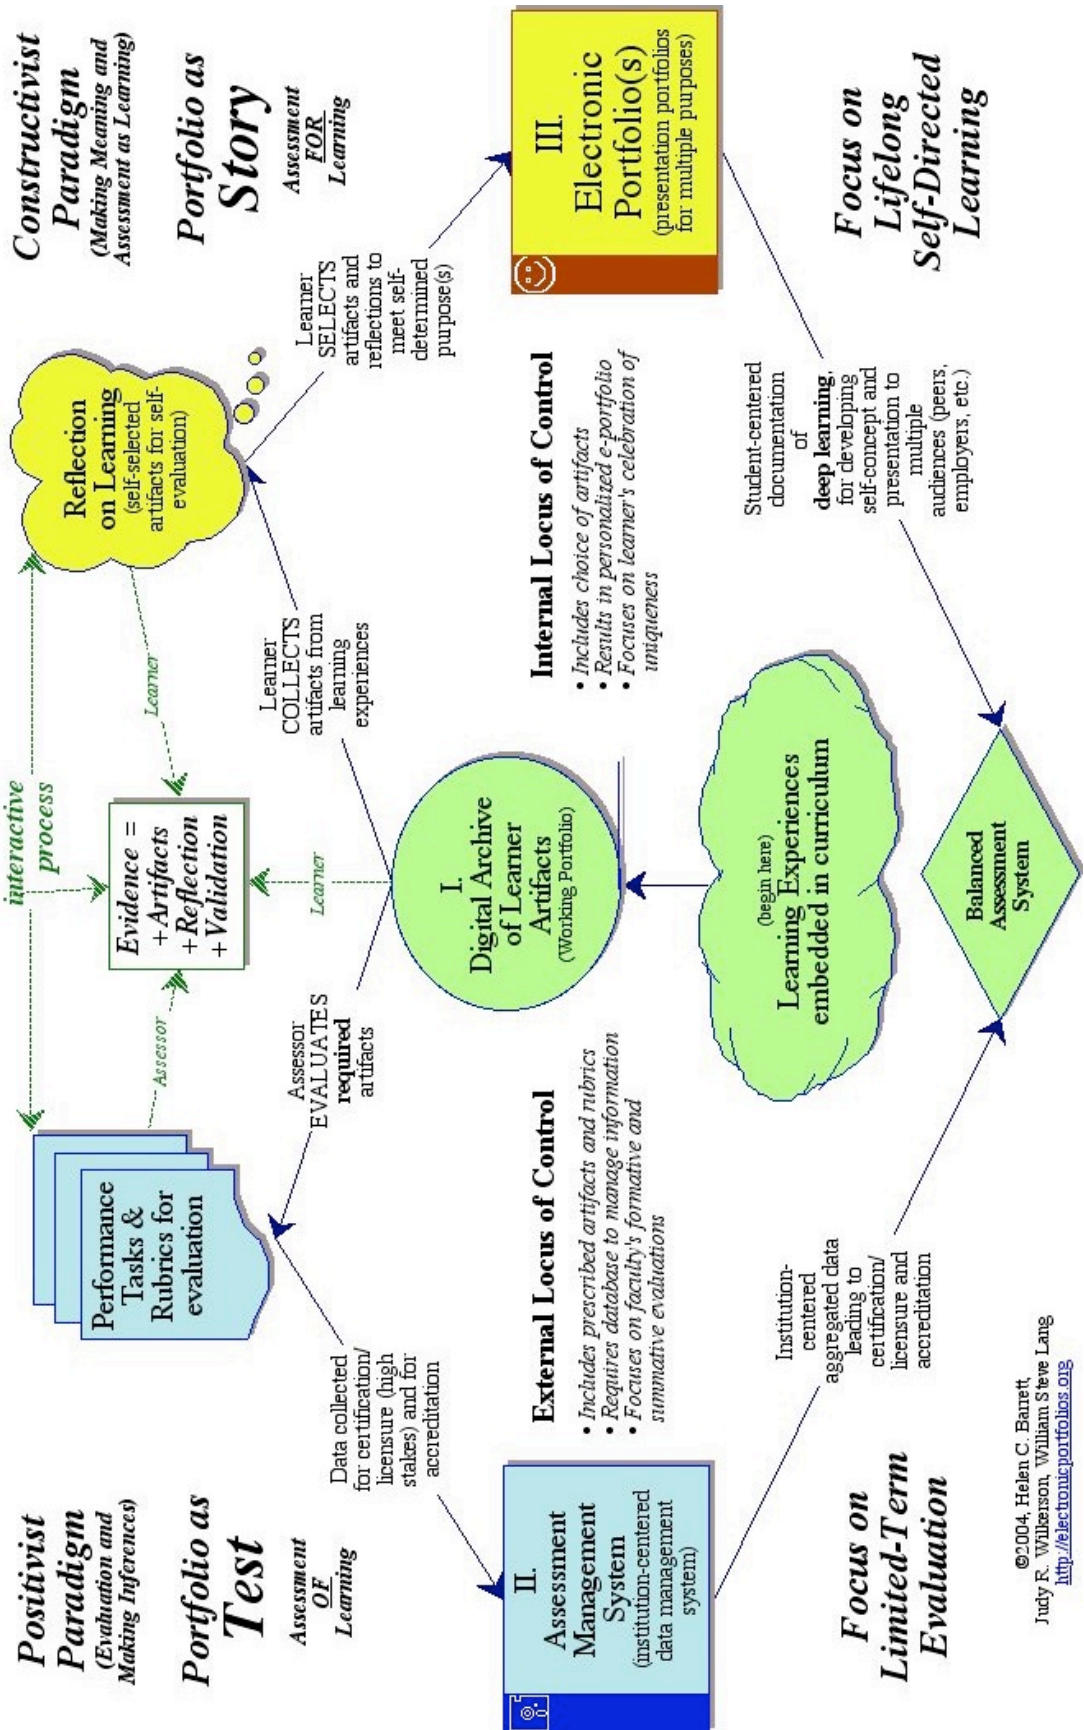 Positivist
Paradigm
(Evaluation and
Making Inferences)
Portfolio as
Test
Assessment
OF
Learning
Constructivist
Paradigm
(Making Meaning and
Assessment as Learning)
Portfolio as
Story
Assessment
FOR
Learning
interactive
process
Performance
Tasks &
Rubrics for
evaluation
Assessor
Evidence =
+Artifacts
+Reflection
+Validation
Learner
Learner
Reflection
on Learning
(self-selected
artifacts for self-
evaluation)
Data collected
for certification/
licensure (high
stakes) and for
accreditation
Assessor
EVALUATES
required
artifacts
Learner
COLLECTS
artifacts from
learning
experiences
Learner
SELECTS
artifacts and
reflections to
meet self-
determined
purpose(s)
II.
Assessment
Management
System
(institution-centered
data management
system)
External Locus of Control
• Includes prescribed artifacts and rubrics
• Requires database to manage information
• Focuses on faculty's formative and
summative evaluations
I.
Digital Archive
of Learner
Artifacts
(Working Portfolio)
Internal Locus of Control
• Includes choice of artifacts
• Results in personalized e-portfolio
• Focuses on learner's celebration of
uniqueness
III.
Electronic
Portfolio(s)
(presentation portfolios
for multiple purposes)
(begin here)
Learning Experiences
embedded in curriculum
Institution-
centered
aggregated data
leading to
certification/
licensure and
accreditation
Student-centered
documentation
of
deep learning,
for developing
self-concept and
presentation to
multiple
audiences (peers,
employers, etc.)
Focus on
Limited-Term
Evaluation
Balanced
Assessment
System
Focus on
Lifelong
Self-Directed
Learning
©2004, Helen C. Barrett,
Judy R. Wilkerson, William Steve Lang
http://electronicportfolios.org